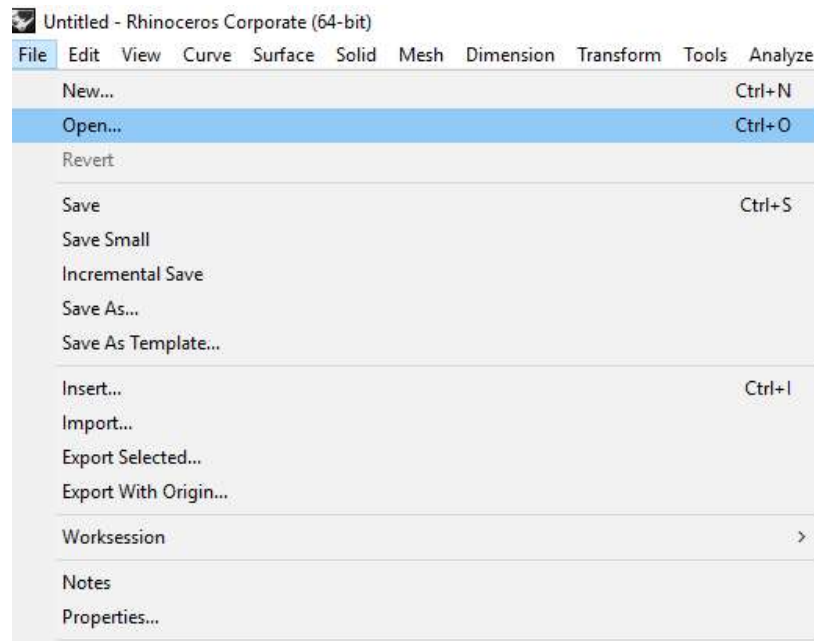 Untitled - Rhinoceros Corporate (64-bit)
File Edit View Curve Surface Solid Mesh Dimension Transform Tools Analyze
New... Ctrl+N
Open... Ctrl+O
Revert
Save Ctrl+S
Save Small
Incremental Save
Save As...
Save As Template...
Insert... Ctrl+I
Import...
Export Selected...
Export With Origin...
Worksession >
Notes
Properties...